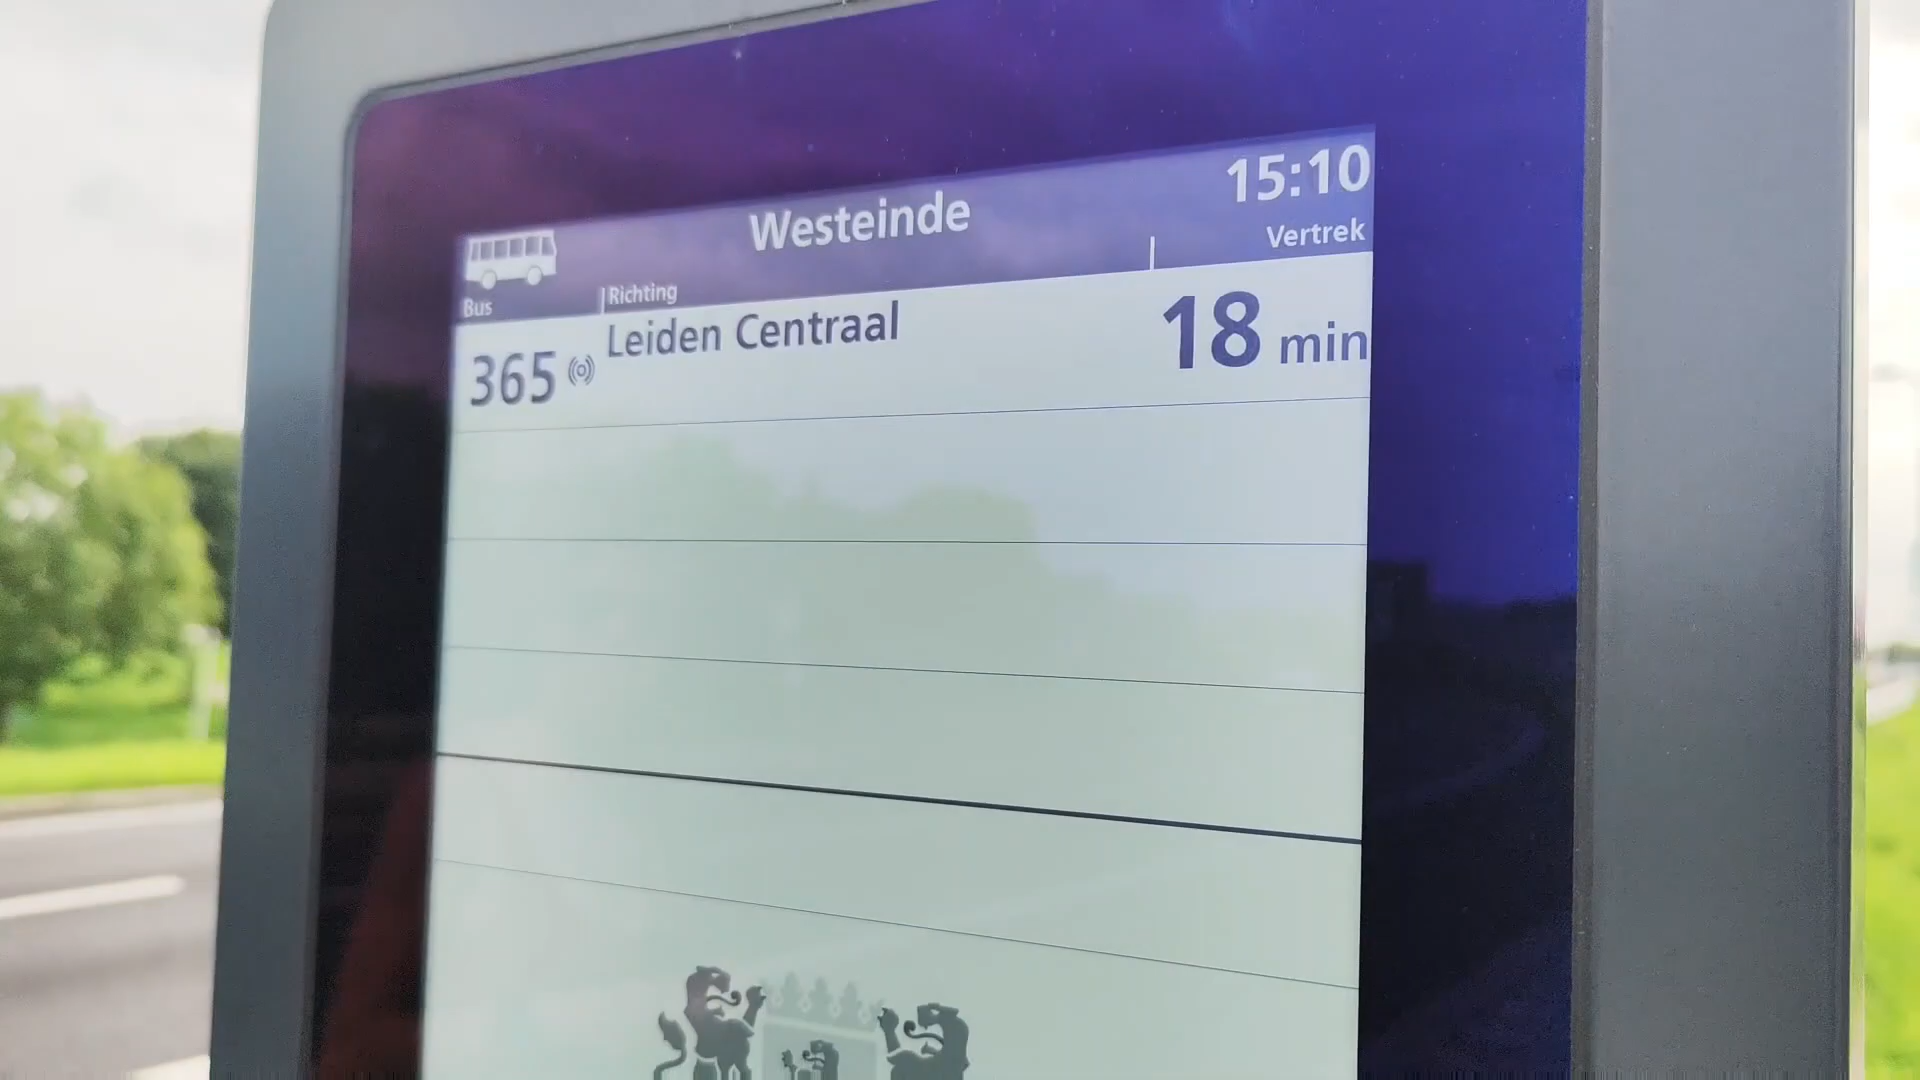 15:10
Westeinde
Vertrek
Bus
Richting
365 Leiden Centraal 18 min